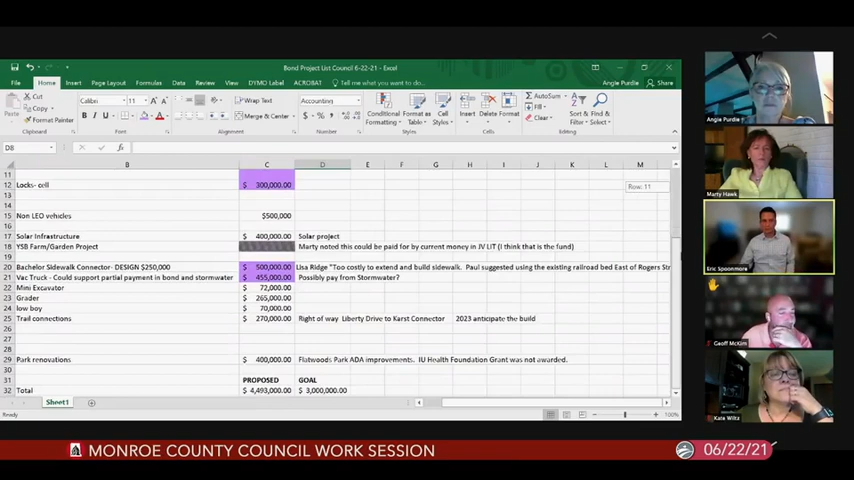 Bond Project List Council 6-22-21 - Excel
File Home Insert Page Layout Formulas Data Review View DYMO Label ACROBAT Tell me what you want to do... Angie Purdie Share
Cut
Copy
Format Painter
Paste
Calibri 11
B I U
Wrap Text
Merge & Center
Accounting
$ % ,
Conditional Formatting
Format as Table
Cell Styles
Insert Delete Format
AutoSum
Fill
Clear
Sort & Filter
Find & Select
Clipboard Font Alignment Number Styles Cells Editing
D8
B C D E F G H I J K L M
11
12 Locks- cell $ 300,000.00
Row: 11
13
14
15 Non LEO vehicles $500,000
16
17 Solar Infrastructure $ 400,000.00 Solar project
18 YSB Farm/Garden Project Marty noted this could be paid for by current money in JV LIT (I think that is the fund)
19
20 Bachelor Sidewalk Connector- DESIGN $250,000 $ 500,000.00 Lisa Ridge "Too costly to extend and build sidewalk. Paul suggested using the existing railroad bed East of Rogers Str
21 Vac Truck - Could support partial payment in bond and stormwater $ 455,000.00 Possibly pay from Stormwater?
22 Mini Excavator $ 72,000.00
23 Grader $ 265,000.00
24 low boy $ 70,000.00
25 Trail connections $ 270,000.00 Right of way Liberty Drive to Karst Connector 2023 anticipate the build
26
27
28
29 Park renovations $ 400,000.00 Flatwoods Park ADA improvements. IU Health Foundation Grant was not awarded.
30
31 PROPOSED GOAL
32 Total $ 4,493,000.00 $ 3,000,000.00
Sheet1
Ready
100%
Angie Purdie
Marty Hawk
Eric Spoonmore
Geoff McKim
Kate Wiltz
MONROE COUNTY COUNCIL WORK SESSION
06/22/21